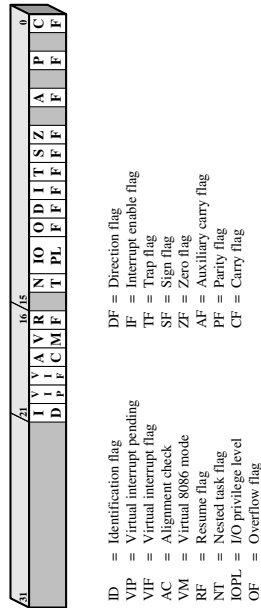 31 21 16 15 0
I D V I P V I F A C V M R F N T IO PL O F D F I F T F S F Z F A F P F C F
ID = Identification flag
VIP = Virtual interrupt pending
VIF = Virtual interrupt flag
AC = Alignment check
VM = Virtual 8086 mode
RF = Resume flag
NT = Nested task flag
IOPL = I/O privilege level
OF = Overflow flag
DF = Direction flag
IF = Interrupt enable flag
TF = Trap flag
SF = Sign flag
ZF = Zero flag
AF = Auxiliary carry flag
PF = Parity flag
CF = Carry flag